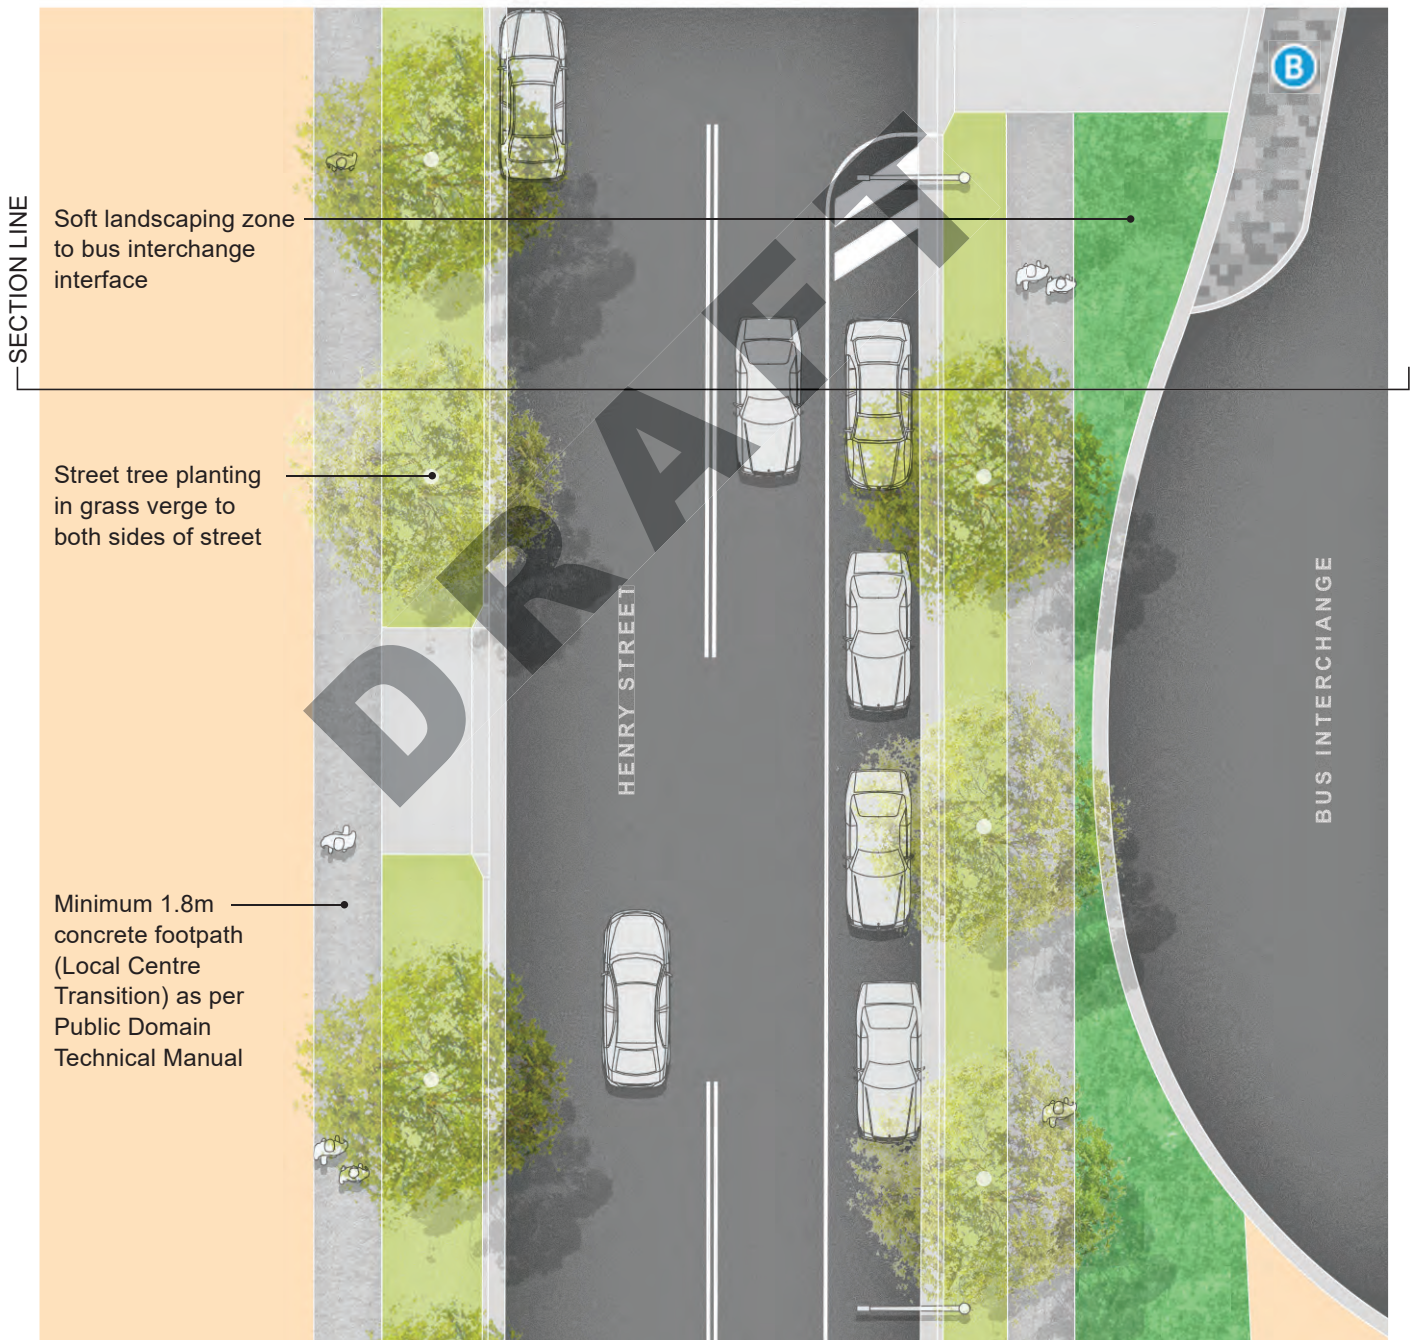 B
SECTION LINE
Soft landscaping zone
to bus interchange
interface
Street tree planting
in grass verge to
both sides of street
DRAFT
HENRY STREET
BUS INTERCHANGE
Minimum 1.8m
concrete footpath
(Local Centre
Transition) as per
Public Domain
Technical Manual